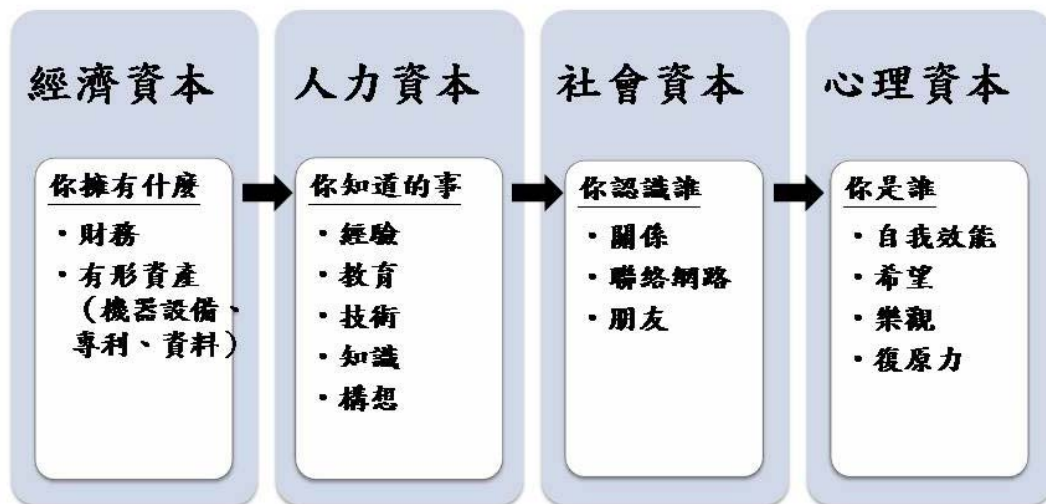 經濟資本
你擁有什麼
・財務
・有形資產
（機器設備、
專利、資料）
人力資本
你知道的事
・經驗
・教育
・技術
・知識
・構想
社會資本
你認識誰
・關係
・聯絡網路
・朋友
心理資本
你是誰
・自我效能
・希望
・樂觀
・復原力